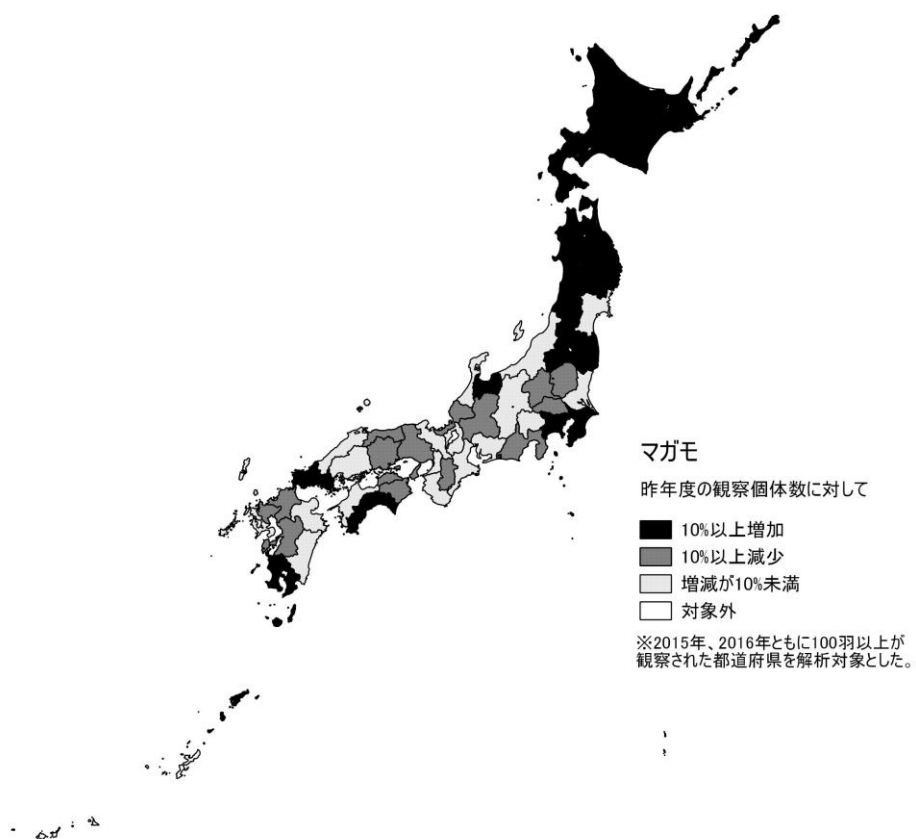 マガモ
昨年度の観察個体数に対して
10%以上増加
10%以上減少
増減が10%未満
対象外
※2015年、2016年ともに100羽以上が
観察された都道府県を解析対象とした。